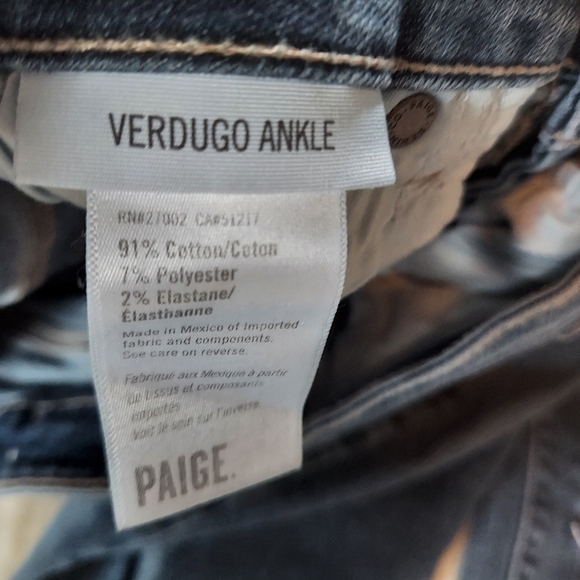 VERDUGO ANKLE
PAIGE
RN#27002 CA#51217
91% Cotton/Coton
7% Polyester
2% Elastane/
Élasthanne
Made in Mexico of Imported
fabric and components.
See care on reverse.
Fabriqué aux Mexique à partir
de tissus et composants
importés.
Voir le soin sur l'inverse.
PAIGE.